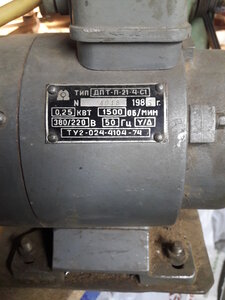 ТИП ДПТ-П-21-4-С1
N 198 г.
0,25 КВТ 1500 ОБ/МИН
380/220 В 50 ГЦ Y/Δ
ТУ2-024-4104-74